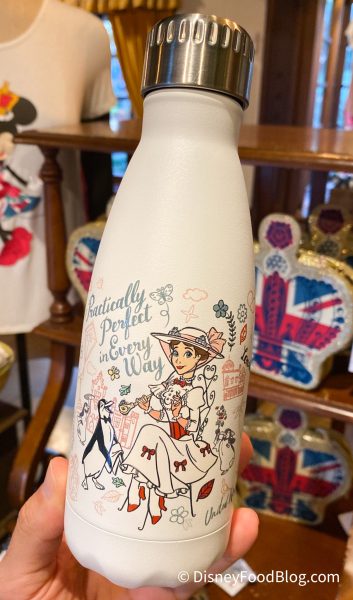 Practically
Perfect
in Every
Way
© DisneyFoodBlog.com